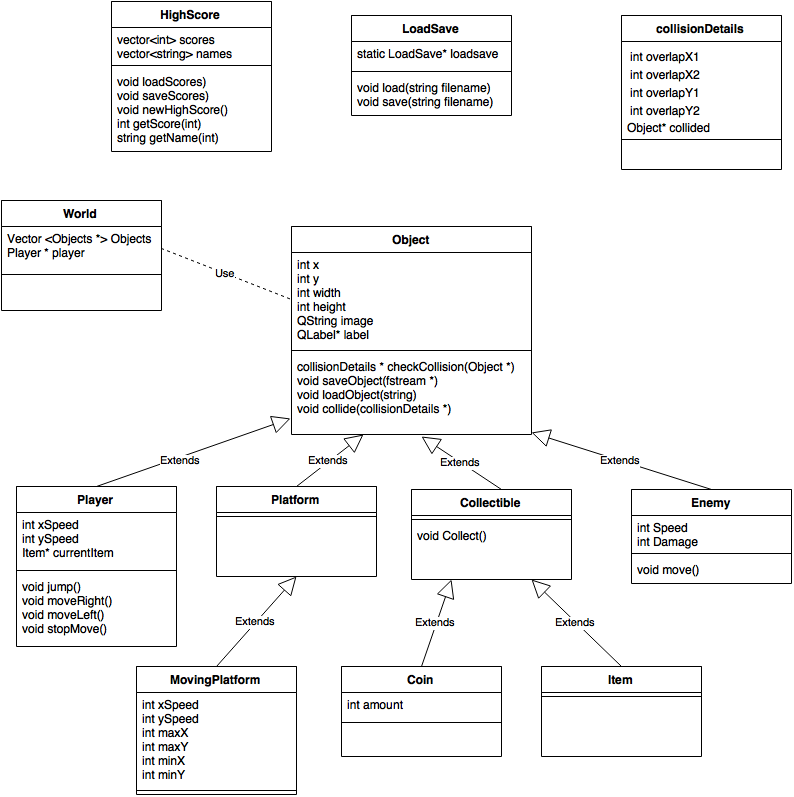 HighScore
vector<int> scores
vector<string> names
void loadScores)
void saveScores)
void newHighScore()
int getScore(int)
string getName(int)
LoadSave
static LoadSave* loadsave
void load(string filename)
void save(string filename)
collisionDetails
int overlapX1
int overlapX2
int overlapY1
int overlapY2
Object* collided
World
Vector <Objects *> Objects
Player * player
Use
Object
int x
int y
int width
int height
QString image
QLabel* label
collisionDetails * checkCollision(Object *)
void saveObject(fstream *)
void loadObject(string)
void collide(collisionDetails *)
Extends
Extends
Extends
Extends
Player
int xSpeed
int ySpeed
Item* currentItem
void jump()
void moveRight()
void moveLeft()
void stopMove()
Platform
Collectible
void Collect()
Enemy
int Speed
int Damage
void move()
Extends
Extends
Extends
MovingPlatform
int xSpeed
int ySpeed
int maxX
int maxY
int minX
int minY
Coin
int amount
Item